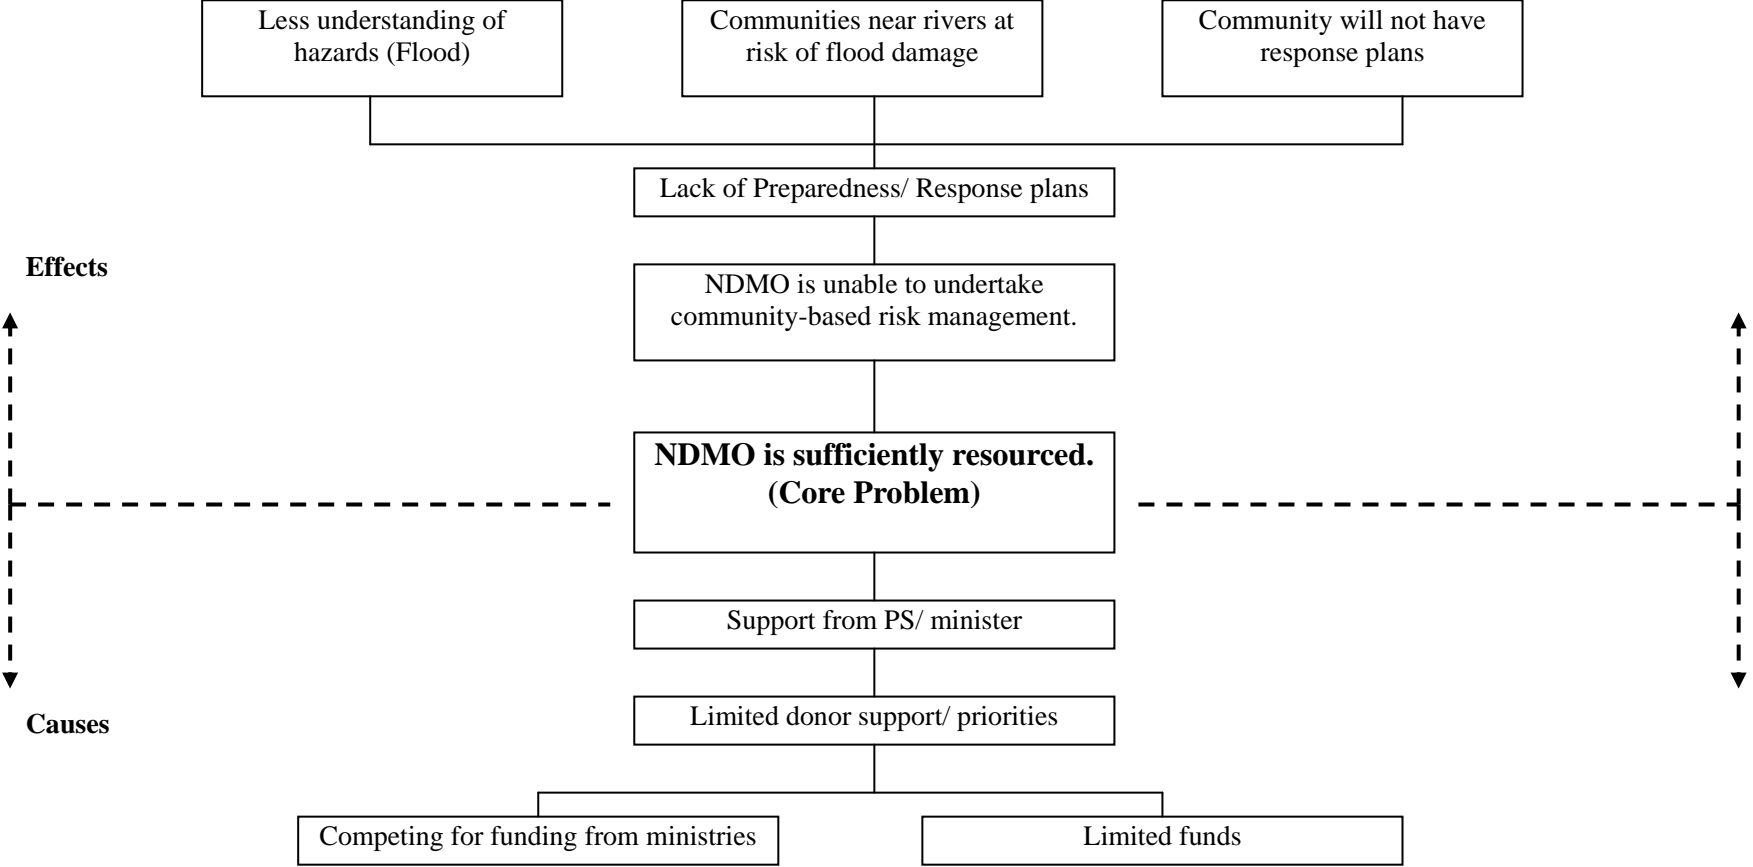 Less understanding of
hazards (Flood)
Communities near rivers at
risk of flood damage
Community will not have
response plans
Lack of Preparedness/ Response plans
Effects
NDMO is unable to undertake
community-based risk management.
NDMO is sufficiently resourced.
(Core Problem)
Support from PS/ minister
Limited donor support/ priorities
Causes
Competing for funding from ministries
Limited funds